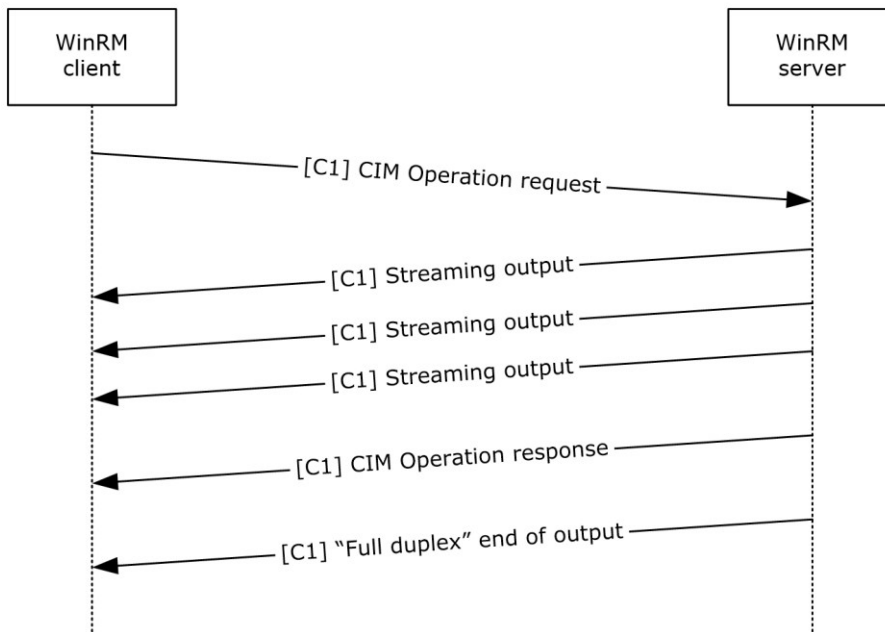 WinRM
client
WinRM
server
[C1] CIM Operation request
[C1] Streaming output
[C1] Streaming output
[C1] Streaming output
[C1] CIM Operation response
[C1] “Full duplex” end of output